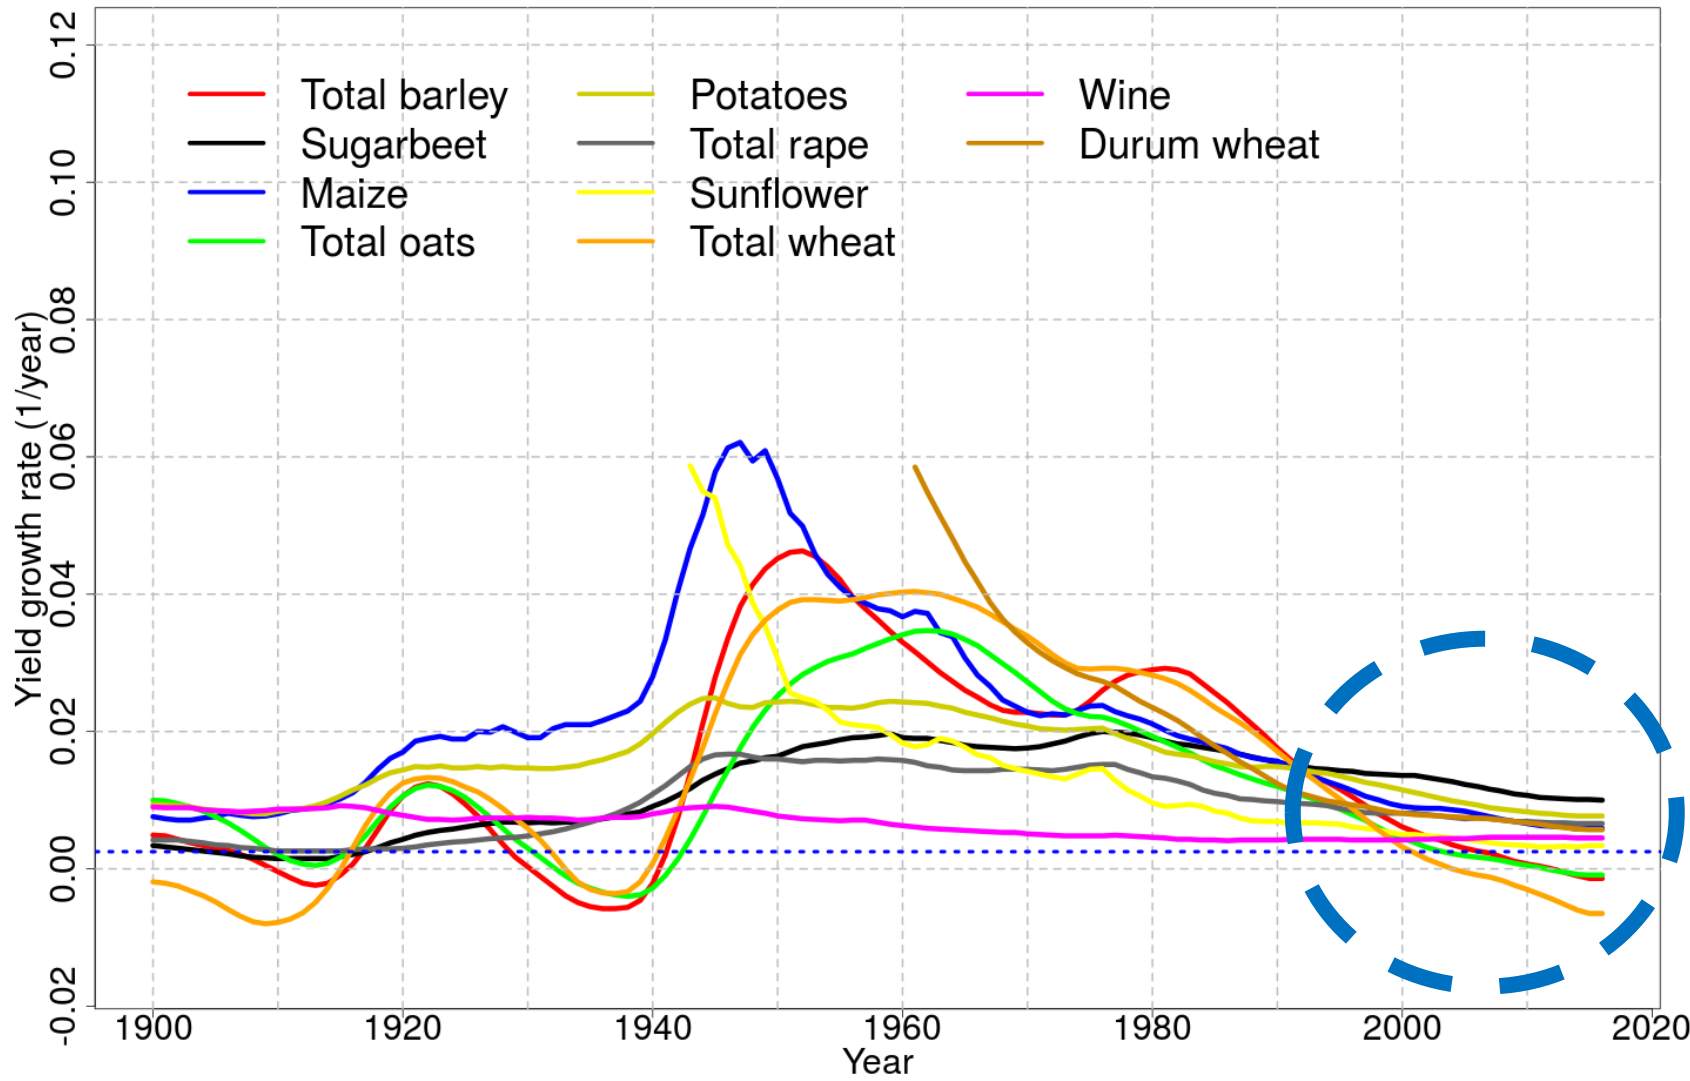 0.12
0.10
0.08
0.06
0.04
0.02
0.00
-0.02
Yield growth rate (1/year)
Total barley
Sugarbeet
Maize
Total oats
Potatoes
Total rape
Sunflower
Total wheat
Wine
Durum wheat
1900 1920 1940 1960 1980 2000 2020
Year